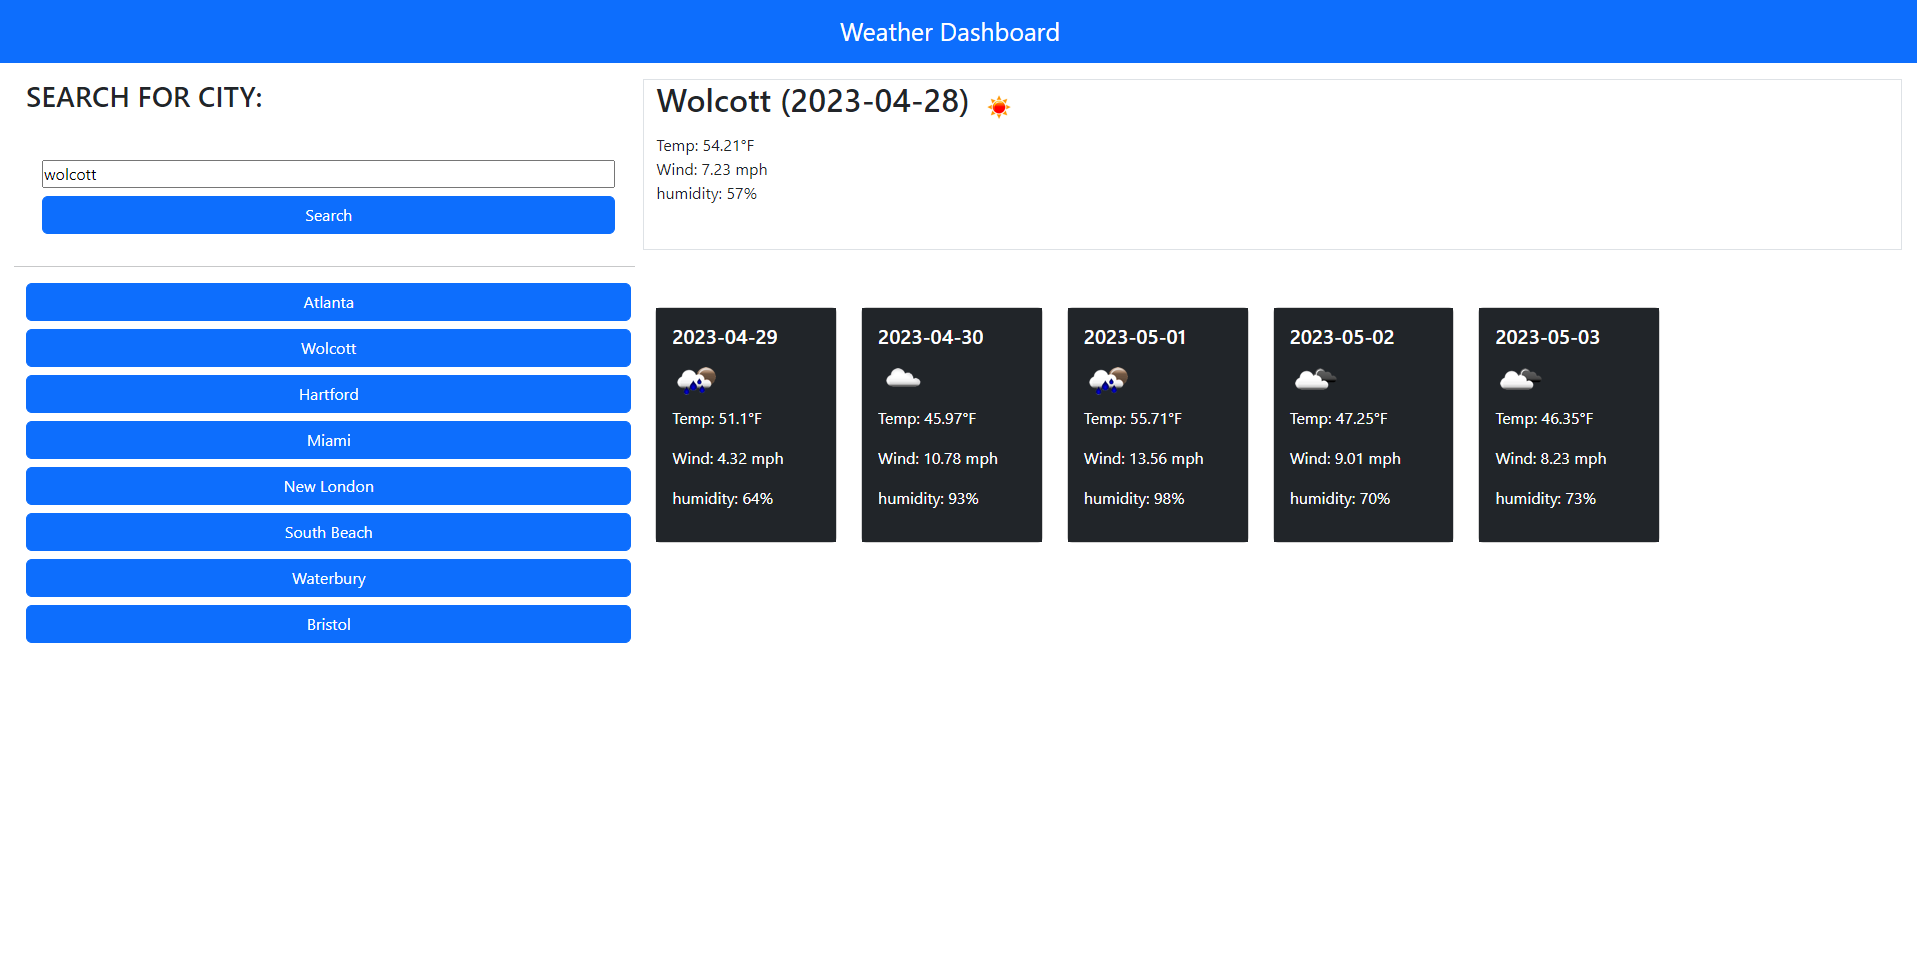 Weather Dashboard
SEARCH FOR CITY:
wolcott
Search
Atlanta
Wolcott
Hartford
Miami
New London
South Beach
Waterbury
Bristol
Wolcott (2023-04-28)
Temp: 54.21°F
Wind: 7.23 mph
humidity: 57%
2023-04-29
Temp: 51.1°F
Wind: 4.32 mph
humidity: 64%
2023-04-30
Temp: 45.97°F
Wind: 10.78 mph
humidity: 93%
2023-05-01
Temp: 55.71°F
Wind: 13.56 mph
humidity: 98%
2023-05-02
Temp: 47.25°F
Wind: 9.01 mph
humidity: 70%
2023-05-03
Temp: 46.35°F
Wind: 8.23 mph
humidity: 73%